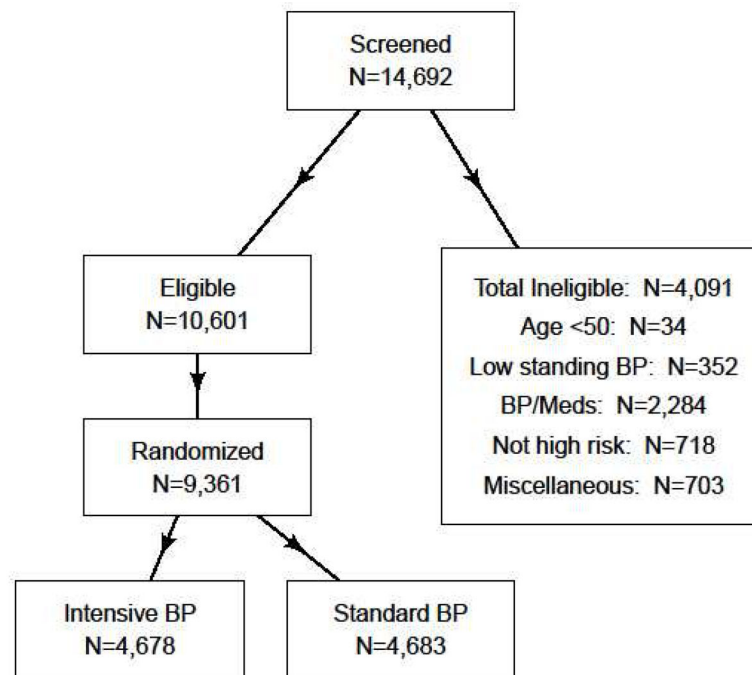 Screened
N=14,692
Eligible
N=10,601
Total Ineligible: N=4,091
Age <50: N=34
Low standing BP: N=352
BP/Meds: N=2,284
Not high risk: N=718
Miscellaneous: N=703
Randomized
N=9,361
Intensive BP
N=4,678
Standard BP
N=4,683